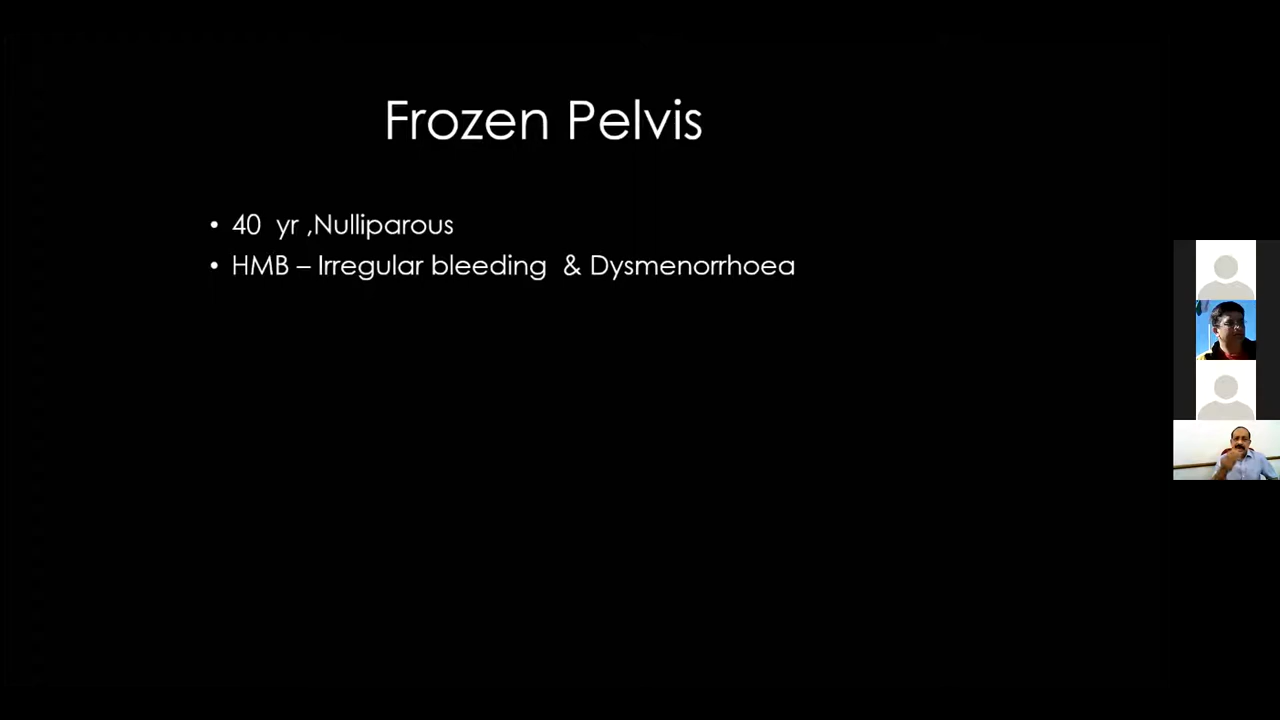 Frozen Pelvis
• 40 yr ,Nulliparous
• HMB – Irregular bleeding & Dysmenorrhoea